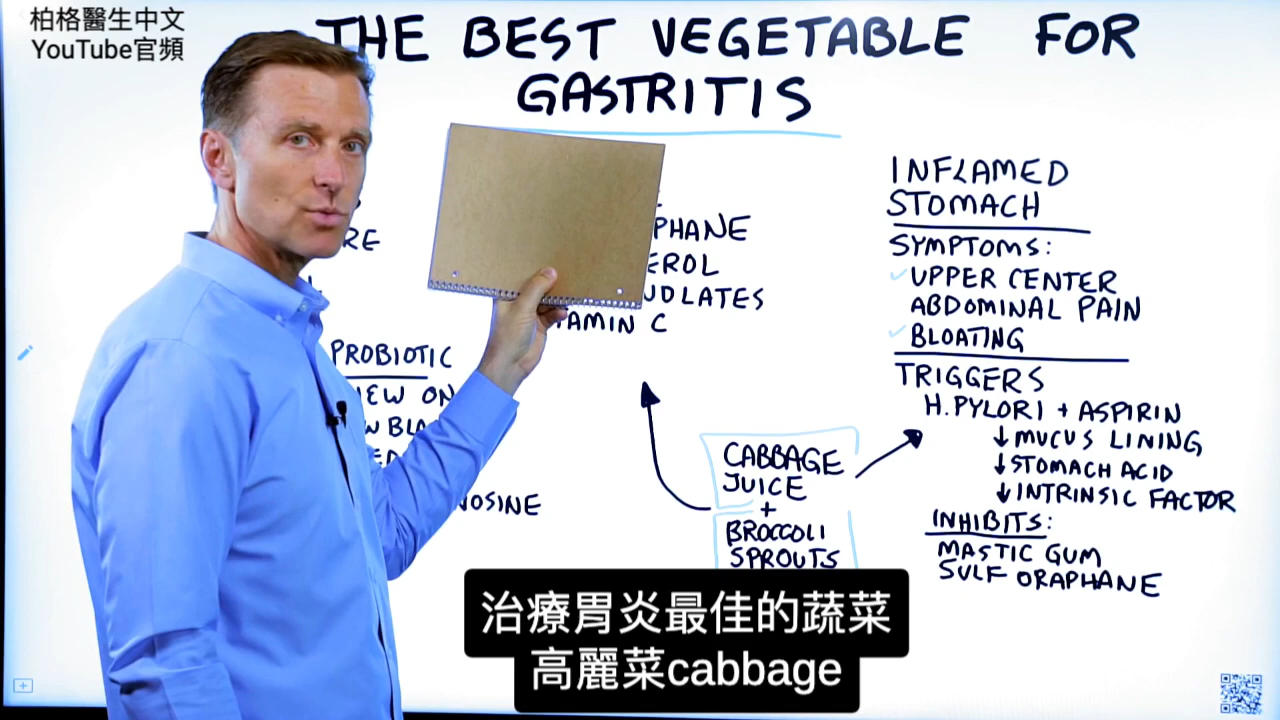 柏格醫生中文
YouTube官頻
THE BEST VEGETABLE FOR
GASTRITIS
INFLAMED
STOMACH
SYMPTOMS:
UPPER CENTER
ABDOMINAL PAIN
BLOATING
TRIGGERS
H.PYLORI + ASPIRIN
↓ MUCUS LINING
↓ STOMACH ACID
↓ INTRINSIC FACTOR
INHIBITS:
MASTIC GUM
SULFORAPHANE
PHANE
EROL
VITAMIN C
PROBIOTIC
CABBAGE
JUICE
+
BROCCOLI
SPROUTS
治療胃炎最佳的蔬菜
高麗菜cabbage